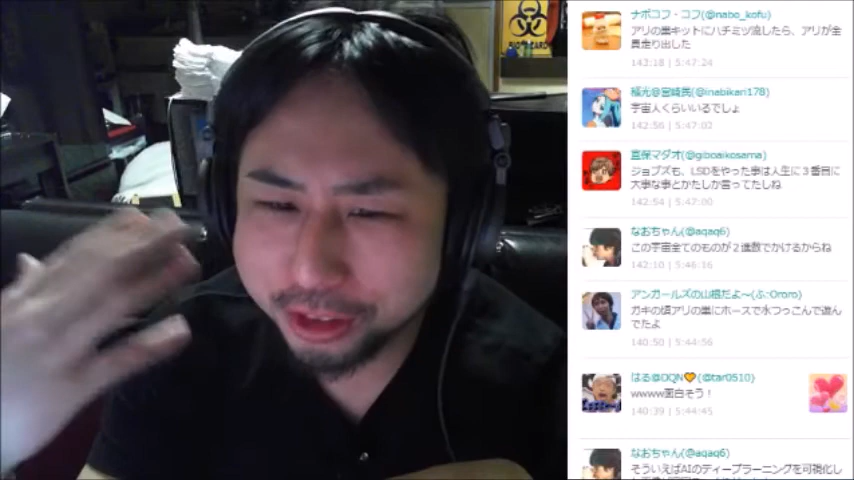 BIOHAZARD
ナボコフ・コフ(@nabo_kofu)
アリの巣キットにハチミツ流したら、アリが全
員走り出した
142:18 | 5:47:24
極光@宮崎民(@inabikari178)
宇宙人くらいいるでしょ
142:56 | 5:47:02
宜保マダオ(@giboaikosama)
ジョブズも、LSDをやった事は人生に３番目に
大事な事とかたしか言ってたしね
142:54 | 5:47:00
なおちゃん(@aqaq6)
この宇宙全てのものが２進数でかけるからね
142:10 | 5:46:16
アンガールズの山根だよ〜(ふ:Ororo)
ガキの頃アリの巣にホースで水つっこんで遊ん
でたよ
140:50 | 5:44:56
はる@DQN🧡(@tar0510)
wwww面白そう！
140:39 | 5:44:45
なおちゃん(@aqaq6)
そういえばAIのディープラーニングを可視化し